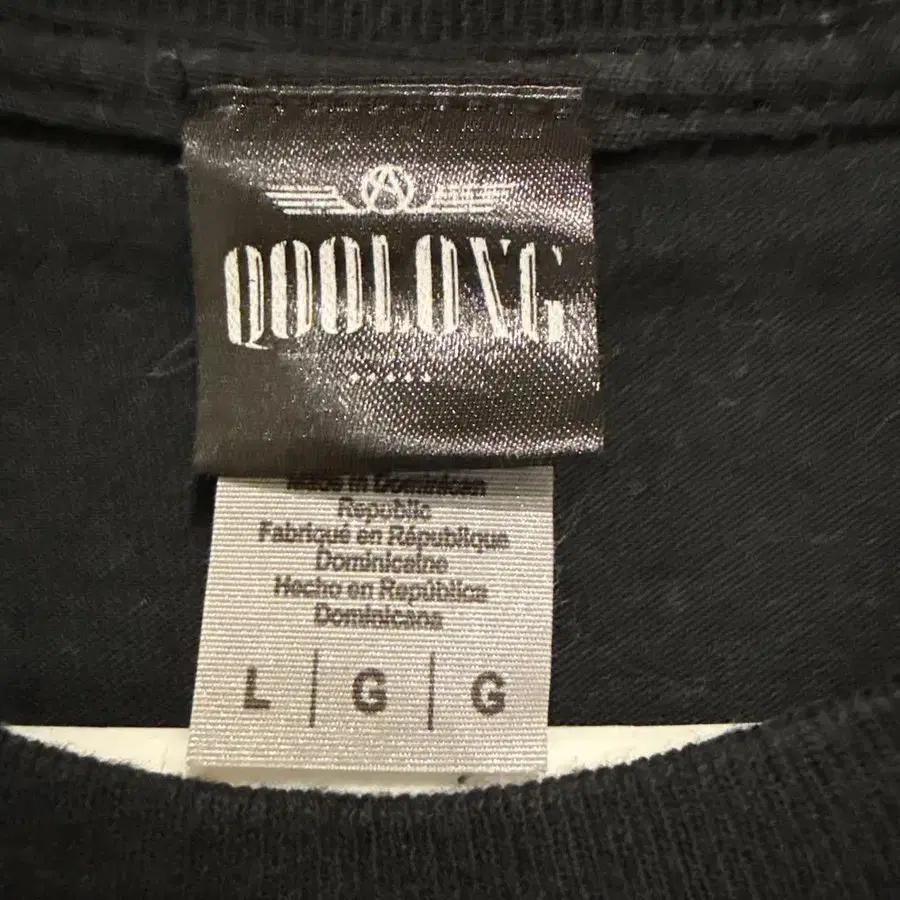 QOOLONG
Made in Dominican
Republic
Fabriqué en République
Dominicaine
Hecho en República
Dominicana
L | G | G